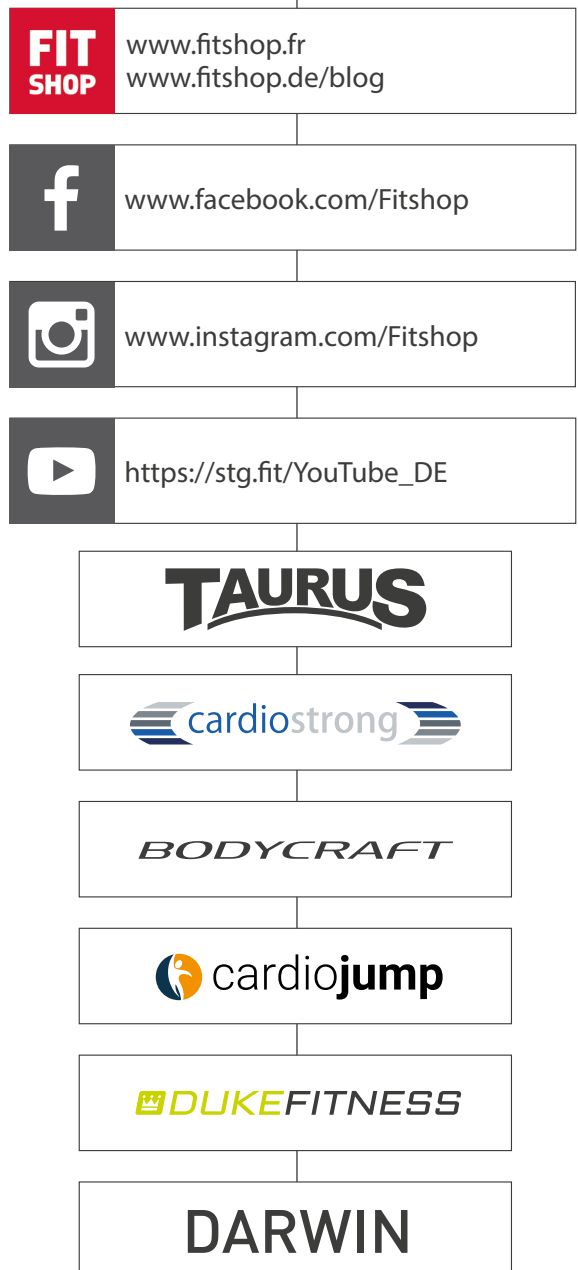 FIT
SHOP
www.fitshop.fr
www.fitshop.de/blog
www.facebook.com/Fitshop
www.instagram.com/Fitshop
https://stg.fit/YouTube_DE
TAURUS
cardiostrong
BODYCRAFT
cardiojump
DUKEFITNESS
DARWIN